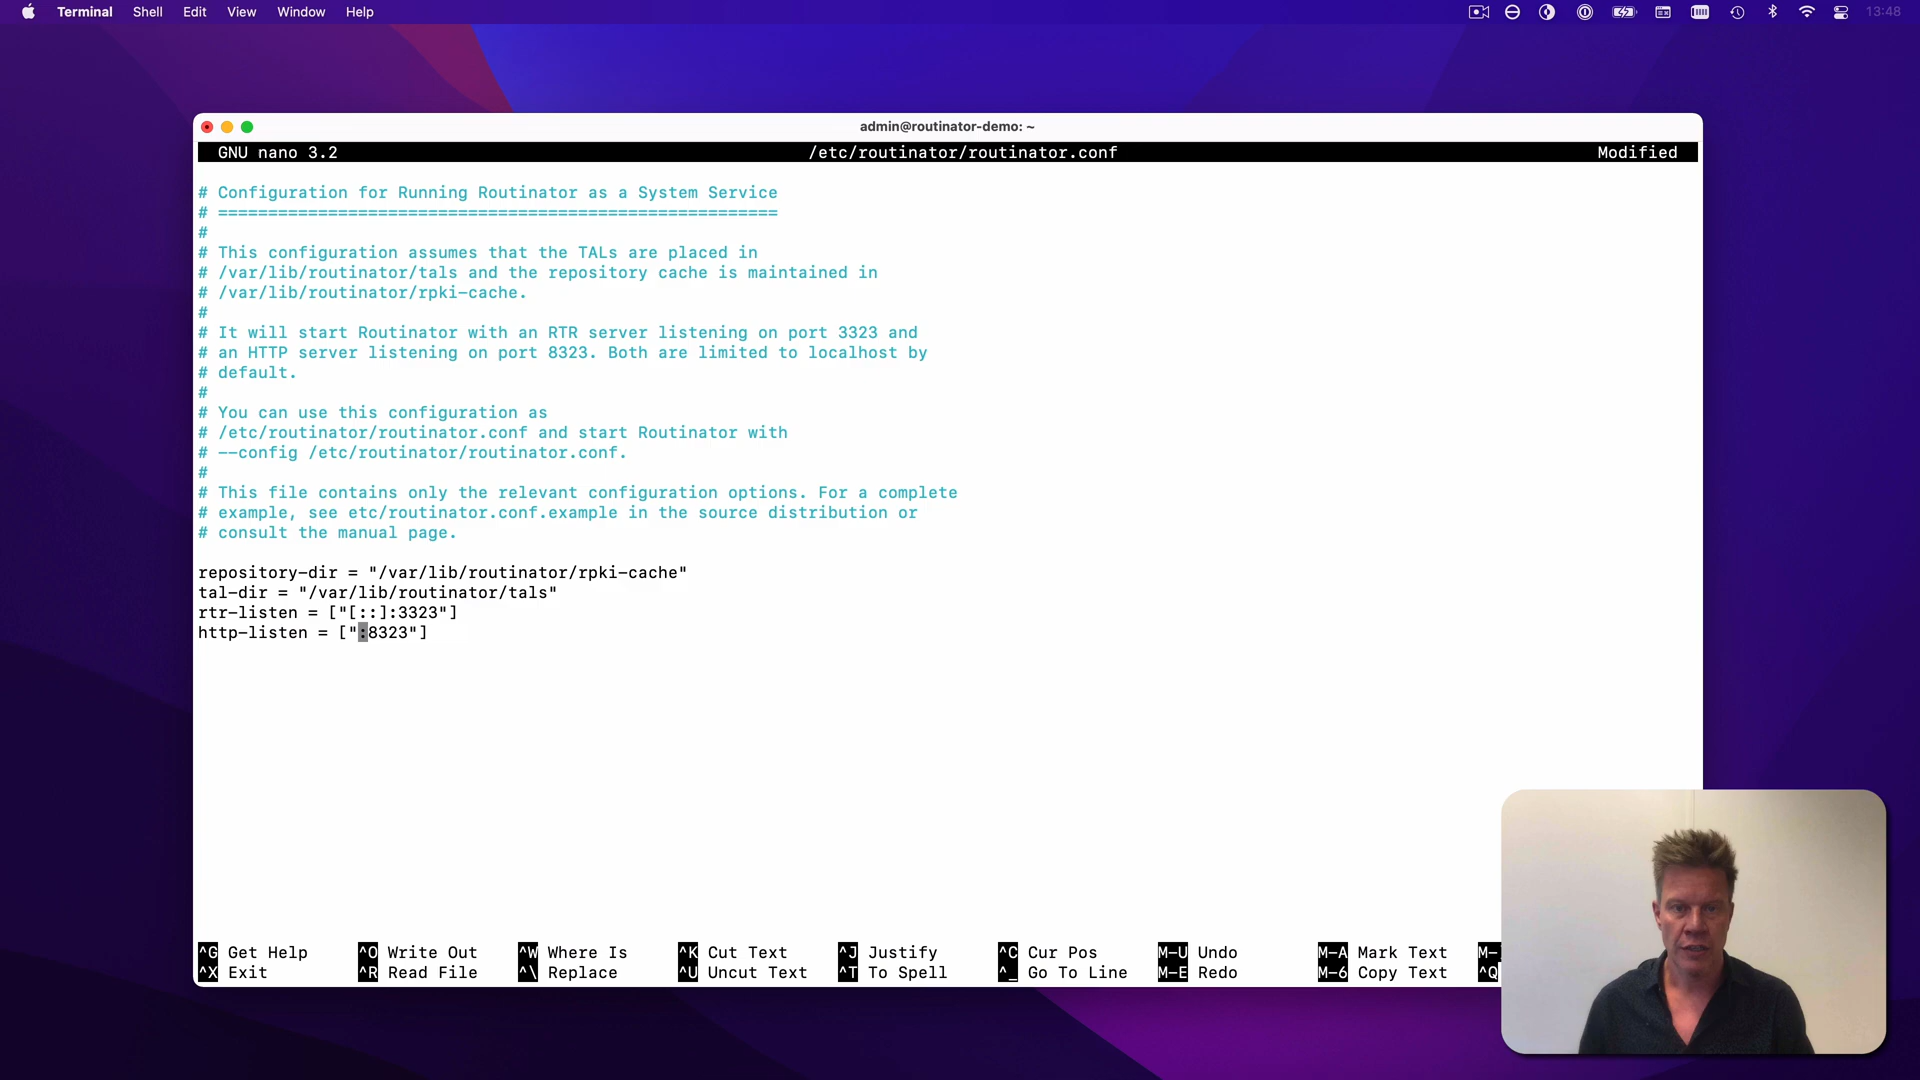 Terminal Shell Edit View Window Help 13:48
admin@routinator-demo: ~
GNU nano 3.2 /etc/routinator/routinator.conf Modified
# Configuration for Running Routinator as a System Service
# ========================================================
#
# This configuration assumes that the TALs are placed in
# /var/lib/routinator/tals and the repository cache is maintained in
# /var/lib/routinator/rpki-cache.
#
# It will start Routinator with an RTR server listening on port 3323 and
# an HTTP server listening on port 8323. Both are limited to localhost by
# default.
#
# You can use this configuration as
# /etc/routinator/routinator.conf and start Routinator with
# --config /etc/routinator/routinator.conf.
#
# This file contains only the relevant configuration options. For a complete
# example, see etc/routinator.conf.example in the source distribution or
# consult the manual page.
repository-dir = "/var/lib/routinator/rpki-cache"
tal-dir = "/var/lib/routinator/tals"
rtr-listen = ["[::]:3323"]
http-listen = [":8323"]
^G Get Help ^O Write Out ^W Where Is ^K Cut Text ^J Justify ^C Cur Pos M-U Undo M-A Mark Text M-
^X Exit ^R Read File ^\ Replace ^U Uncut Text ^T To Spell ^_ Go To Line M-E Redo M-6 Copy Text ^Q